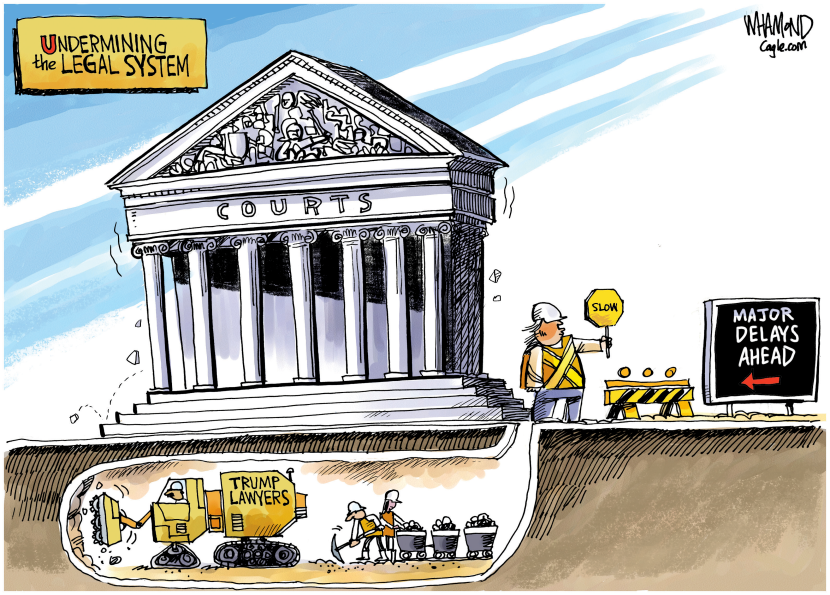 UNDERMINING
the LEGAL SYSTEM
WHAMOND
Cagle.com
COURTS
SLOW
MAJOR
DELAYS
AHEAD
TRUMP
LAWYERS